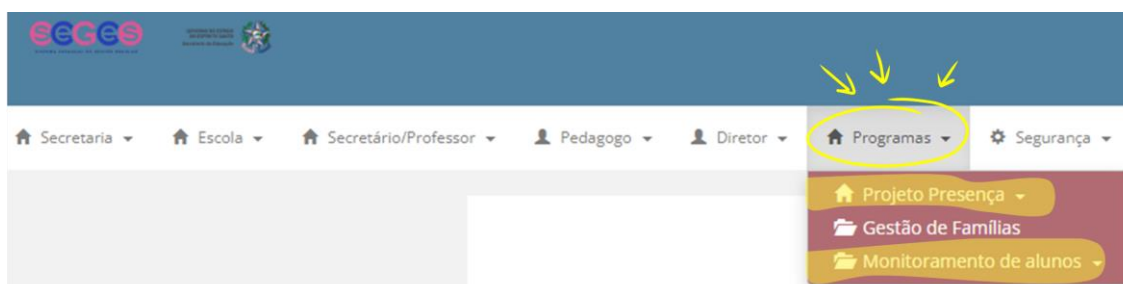 SEGES
Secretaria Escola Secretário/Professor Pedagogo Diretor Programas Segurança
Projeto Presença
Gestão de Famílias
Monitoramento de alunos